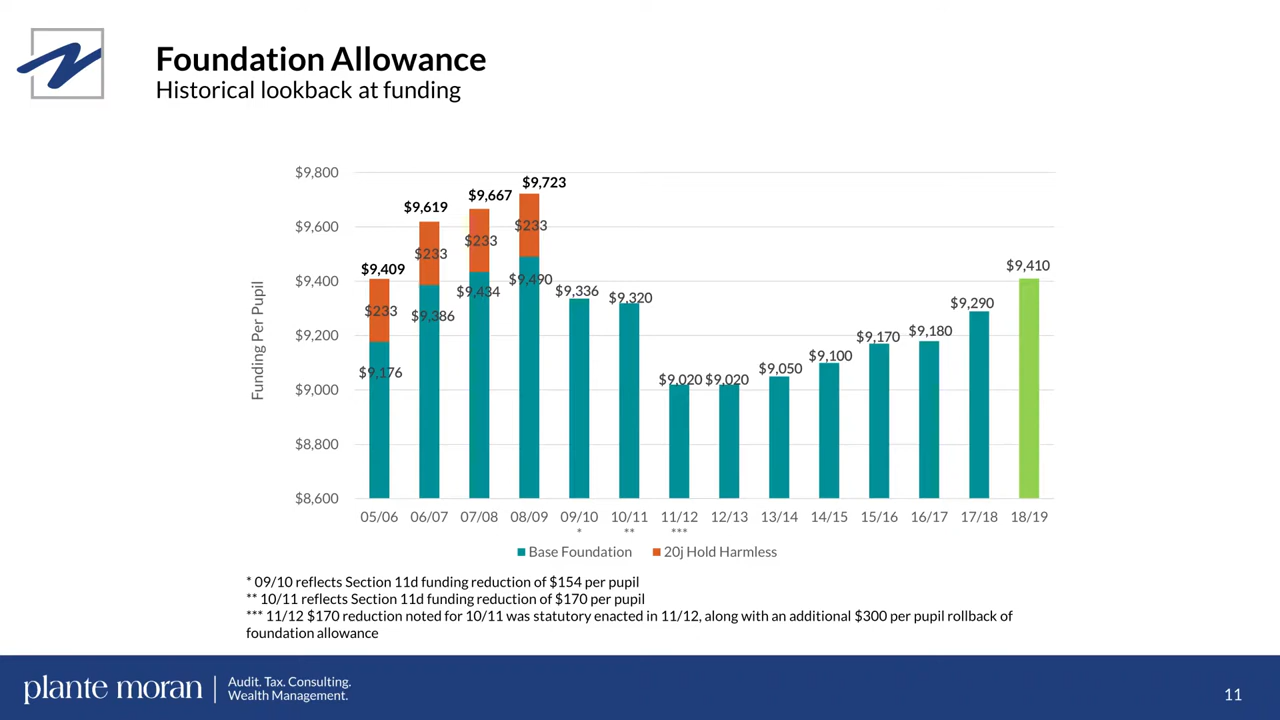 Foundation Allowance
Historical lookback at funding
Funding Per Pupil
$9,800
$9,600
$9,400
$9,200
$9,000
$8,800
$8,600
$9,409
$233
$9,176
$9,619
$233
$9,386
$9,667
$233
$9,434
$9,723
$233
$9,490
$9,336
$9,320
$9,020
$9,020
$9,050
$9,100
$9,170
$9,180
$9,290
$9,410
05/06 06/07 07/08 08/09 09/10 10/11 11/12 12/13 13/14 14/15 15/16 16/17 17/18 18/19
* ** ***
Base Foundation 20j Hold Harmless
* 09/10 reflects Section 11d funding reduction of $154 per pupil
** 10/11 reflects Section 11d funding reduction of $170 per pupil
*** 11/12 $170 reduction noted for 10/11 was statutory enacted in 11/12, along with an additional $300 per pupil rollback of
foundation allowance
plante moran
Audit. Tax. Consulting.
Wealth Management.
11